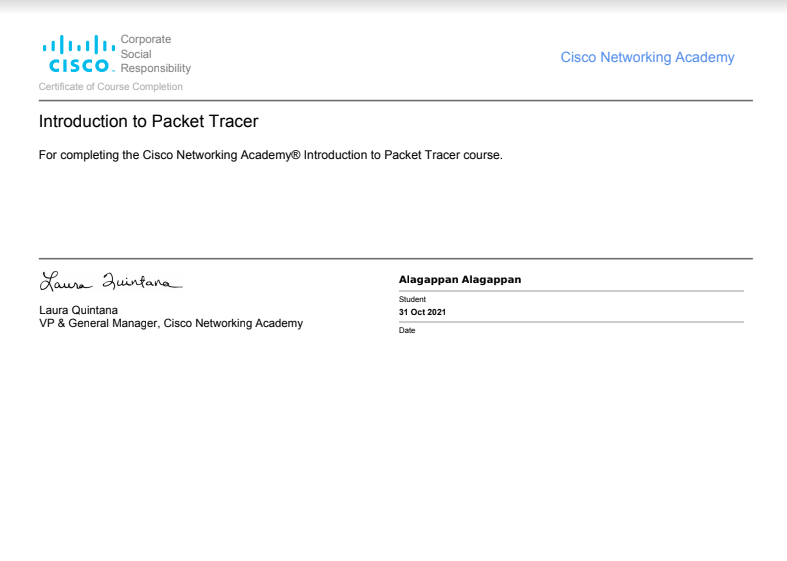 Corporate
Social
CISCO. Responsibility
Cisco Networking Academy
Certificate of Course Completion
Introduction to Packet Tracer
For completing the Cisco Networking Academy® Introduction to Packet Tracer course.
Laura Quintana
Laura Quintana
VP & General Manager, Cisco Networking Academy
Alagappan Alagappan
Student
31 Oct 2021
Date